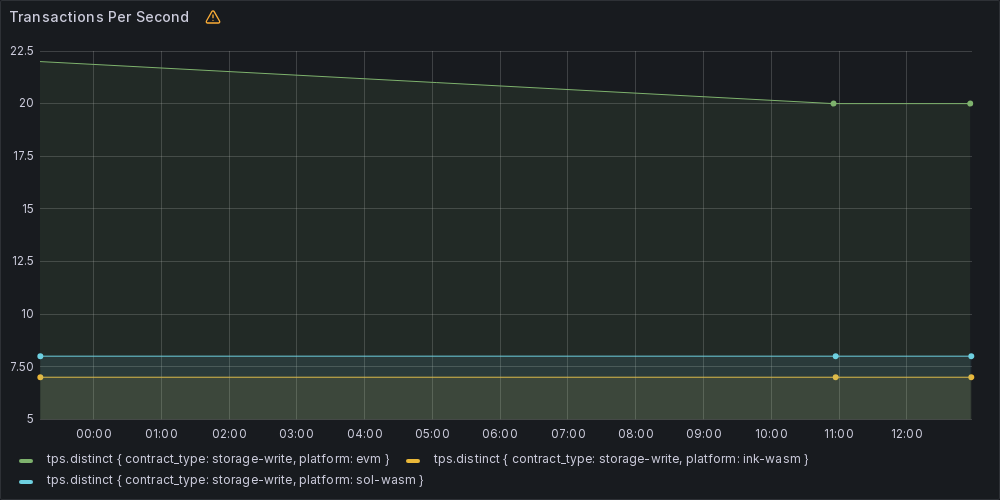 Transactions Per Second
22.5
20
17.5
15
12.5
10
7.50
5
00:00 01:00 02:00 03:00 04:00 05:00 06:00 07:00 08:00 09:00 10:00 11:00 12:00
tps.distinct { contract_type: storage-write, platform: evm } tps.distinct { contract_type: storage-write, platform: ink-wasm }
tps.distinct { contract_type: storage-write, platform: sol-wasm }